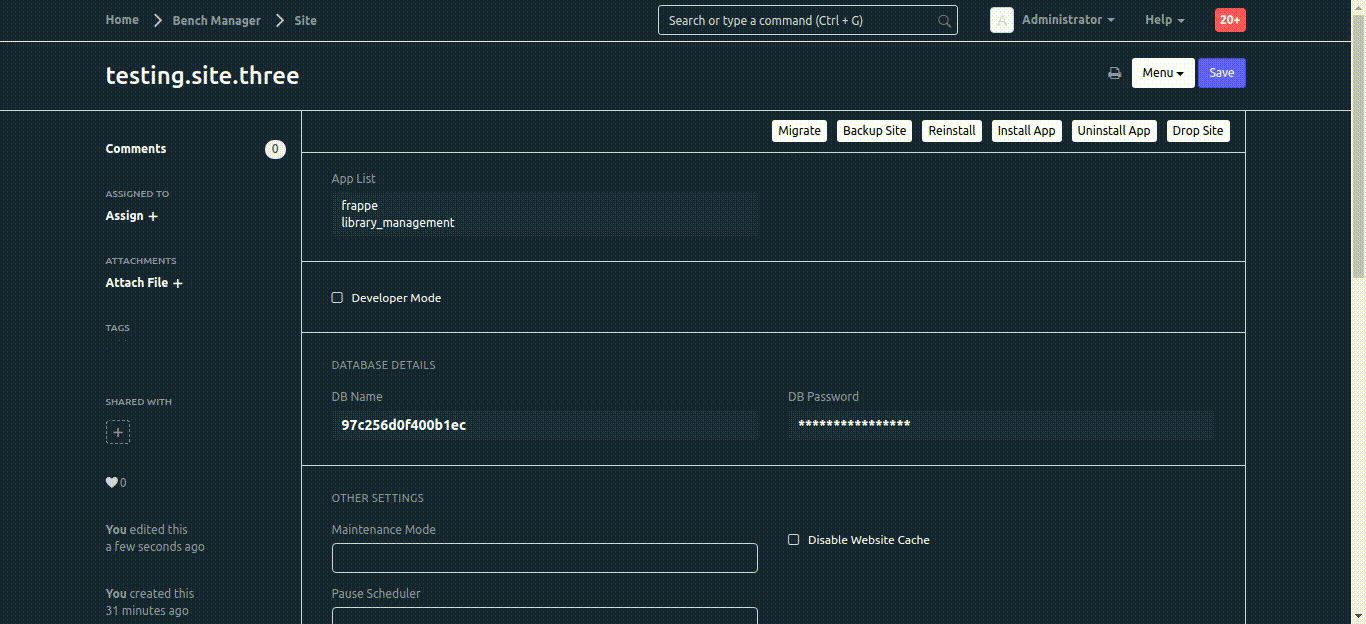 Home Bench Manager Site
Search or type a command (Ctrl + G)
A Administrator Help 20+
testing.site.three
Menu Save
Migrate Backup Site Reinstall Install App Uninstall App Drop Site
Comments 0
ASSIGNED TO
Assign +
ATTACHMENTS
Attach File +
TAGS
SHARED WITH
+
0
You edited this
a few seconds ago
You created this
31 minutes ago
App List
frappe
library_management
Developer Mode
DATABASE DETAILS
DB Name DB Password
97c256d0f400b1ec ****************
OTHER SETTINGS
Maintenance Mode
Disable Website Cache
Pause Scheduler